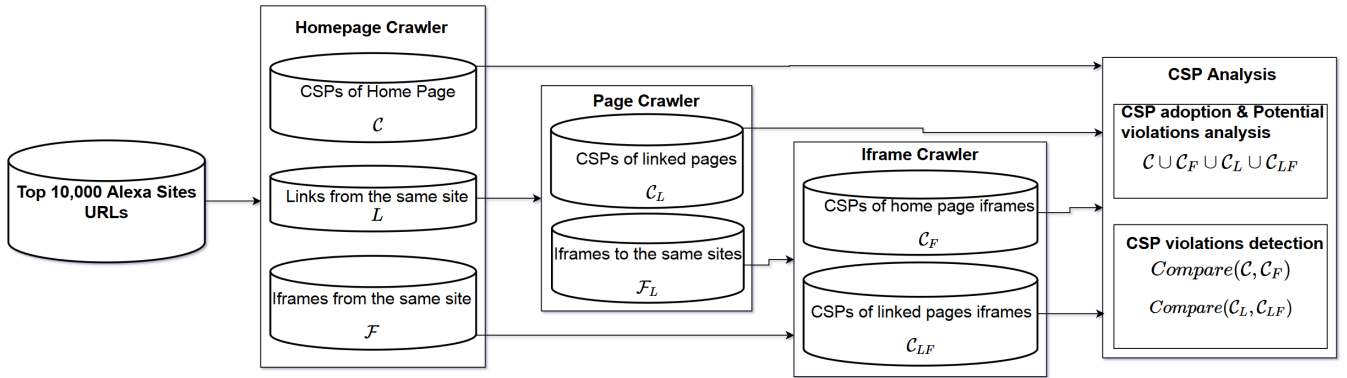 Homepage Crawler
CSPs of Home Page
𝒞
Links from the same site
L
Iframes from the same site
ℱ
Top 10,000 Alexa Sites
URLs
Page Crawler
CSPs of linked pages
𝒞_L
Iframes to the same sites
ℱ_L
Iframe Crawler
CSPs of home page iframes
𝒞_F
CSPs of linked pages iframes
𝒞_LF
CSP Analysis
CSP adoption & Potential
violations analysis
𝒞 ∪ 𝒞_F ∪ 𝒞_L ∪ 𝒞_LF
CSP violations detection
Compare(𝒞, 𝒞_F)
Compare(𝒞_L, 𝒞_LF)